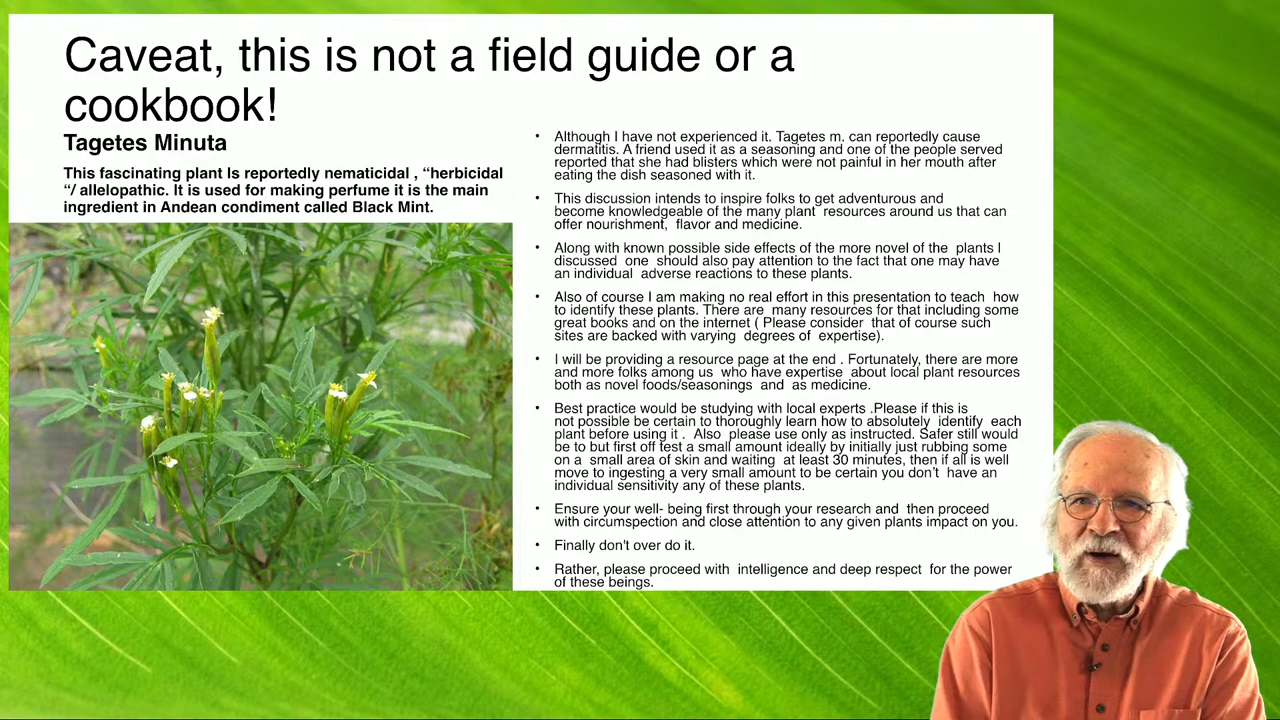 Caveat, this is not a field guide or a
cookbook!
Tagetes Minuta
This fascinating plant Is reportedly nematicidal , “herbicidal
“/ allelopathic. It is used for making perfume it is the main
ingredient in Andean condiment called Black Mint.
• Although I have not experienced it. Tagetes m. can reportedly cause
dermatitis. A friend used it as a seasoning and one of the people served
reported that she had blisters which were not painful in her mouth after
eating the dish seasoned with it.
• This discussion intends to inspire folks to get adventurous and
become knowledgeable of the many plant resources around us that can
offer nourishment, flavor and medicine.
• Along with known possible side effects of the more novel of the plants I
discussed one should also pay attention to the fact that one may have
an individual adverse reactions to these plants.
• Also of course I am making no real effort in this presentation to teach how
to identify these plants. There are many resources for that including some
great books and on the internet ( Please consider that of course such
sites are backed with varying degrees of expertise).
• I will be providing a resource page at the end . Fortunately, there are more
and more folks among us who have expertise about local plant resources
both as novel foods/seasonings and as medicine.
• Best practice would be studying with local experts .Please if this is
not possible be certain to thoroughly learn how to absolutely identify each
plant before using it . Also please use only as instructed. Safer still would
be to but first off test a small amount ideally by initially just rubbing some
on a small area of skin and waiting at least 30 minutes, then if all is well
move to ingesting a very small amount to be certain you don't have an
individual sensitivity any of these plants.
• Ensure your well- being first through your research and then proceed
with circumspection and close attention to any given plants impact on you.
• Finally don't over do it.
• Rather, please proceed with intelligence and deep respect for the power
of these beings.